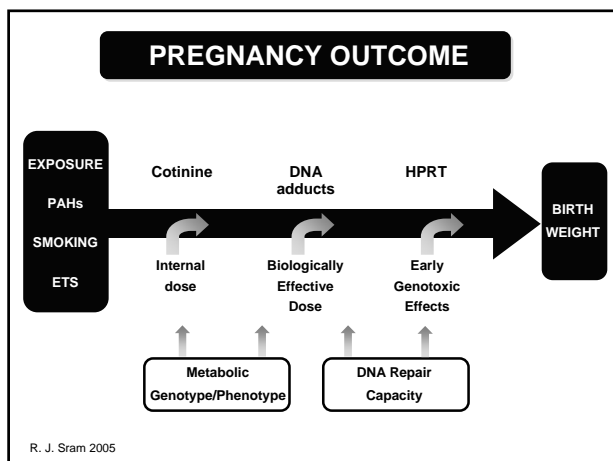 PREGNANCY OUTCOME
EXPOSURE
PAHs
SMOKING
ETS
Cotinine
DNA
adducts
HPRT
BIRTH
WEIGHT
Internal
dose
Biologically
Effective
Dose
Early
Genotoxic
Effects
Metabolic
Genotype/Phenotype
DNA Repair
Capacity
R. J. Sram 2005